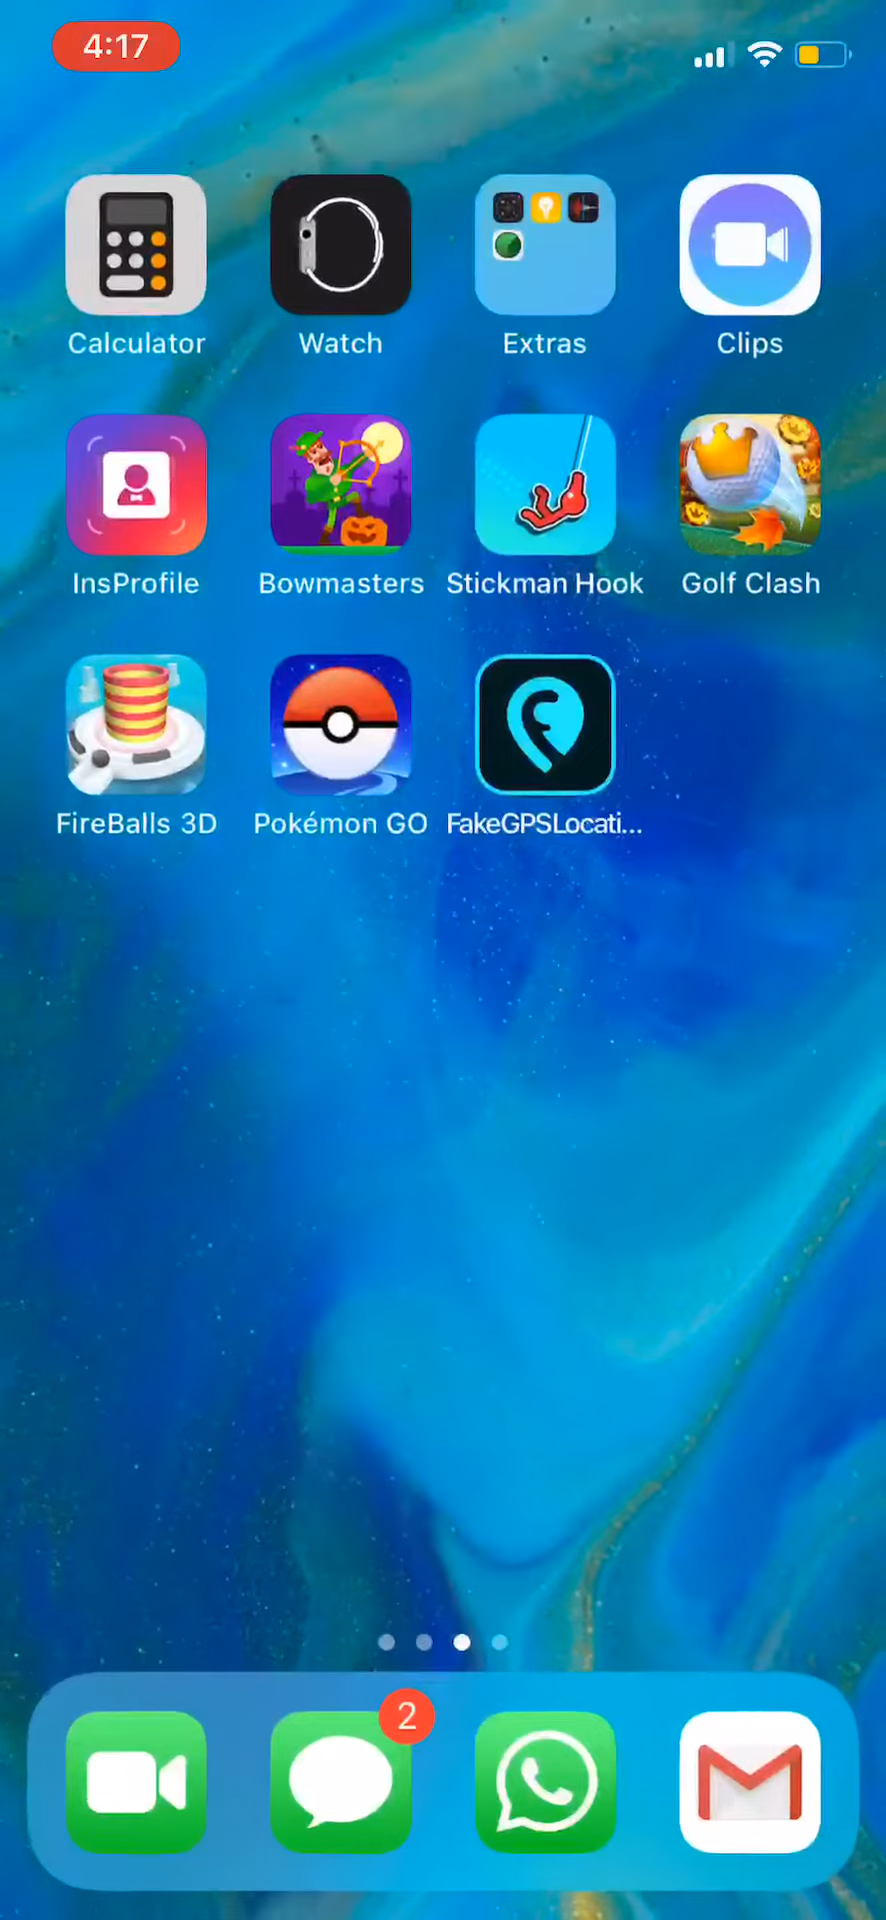 4:17
Calculator Watch Extras Clips
InsProfile Bowmasters Stickman Hook Golf Clash
FireBalls 3D Pokémon GO FakeGPSLocati...
2